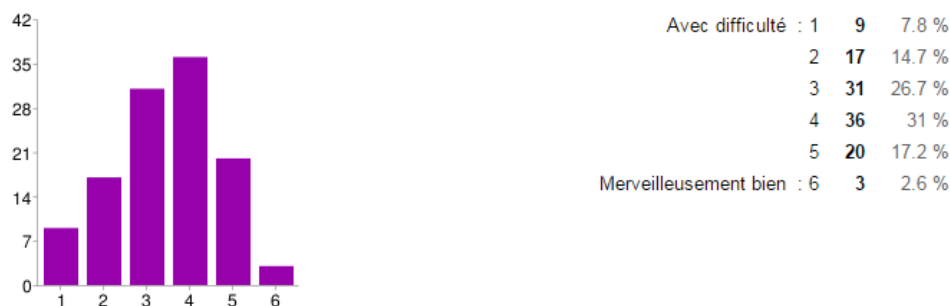 42
35
28
21
14
7
0
1 2 3 4 5 6
Avec difficulté : 1 9 7.8 %
2 17 14.7 %
3 31 26.7 %
4 36 31 %
5 20 17.2 %
Merveilleusement bien : 6 3 2.6 %